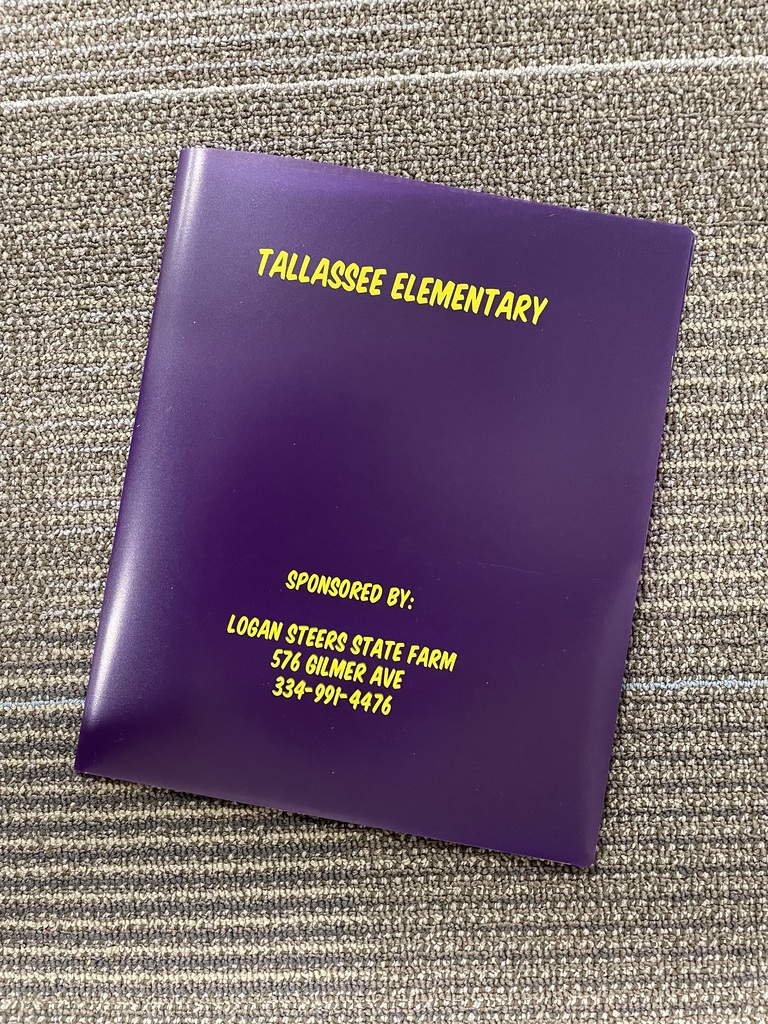 TALLASSEE ELEMENTARY
SPONSORED BY:
LOGAN STEERS STATE FARM
576 GILMER AVE
334-991-4476